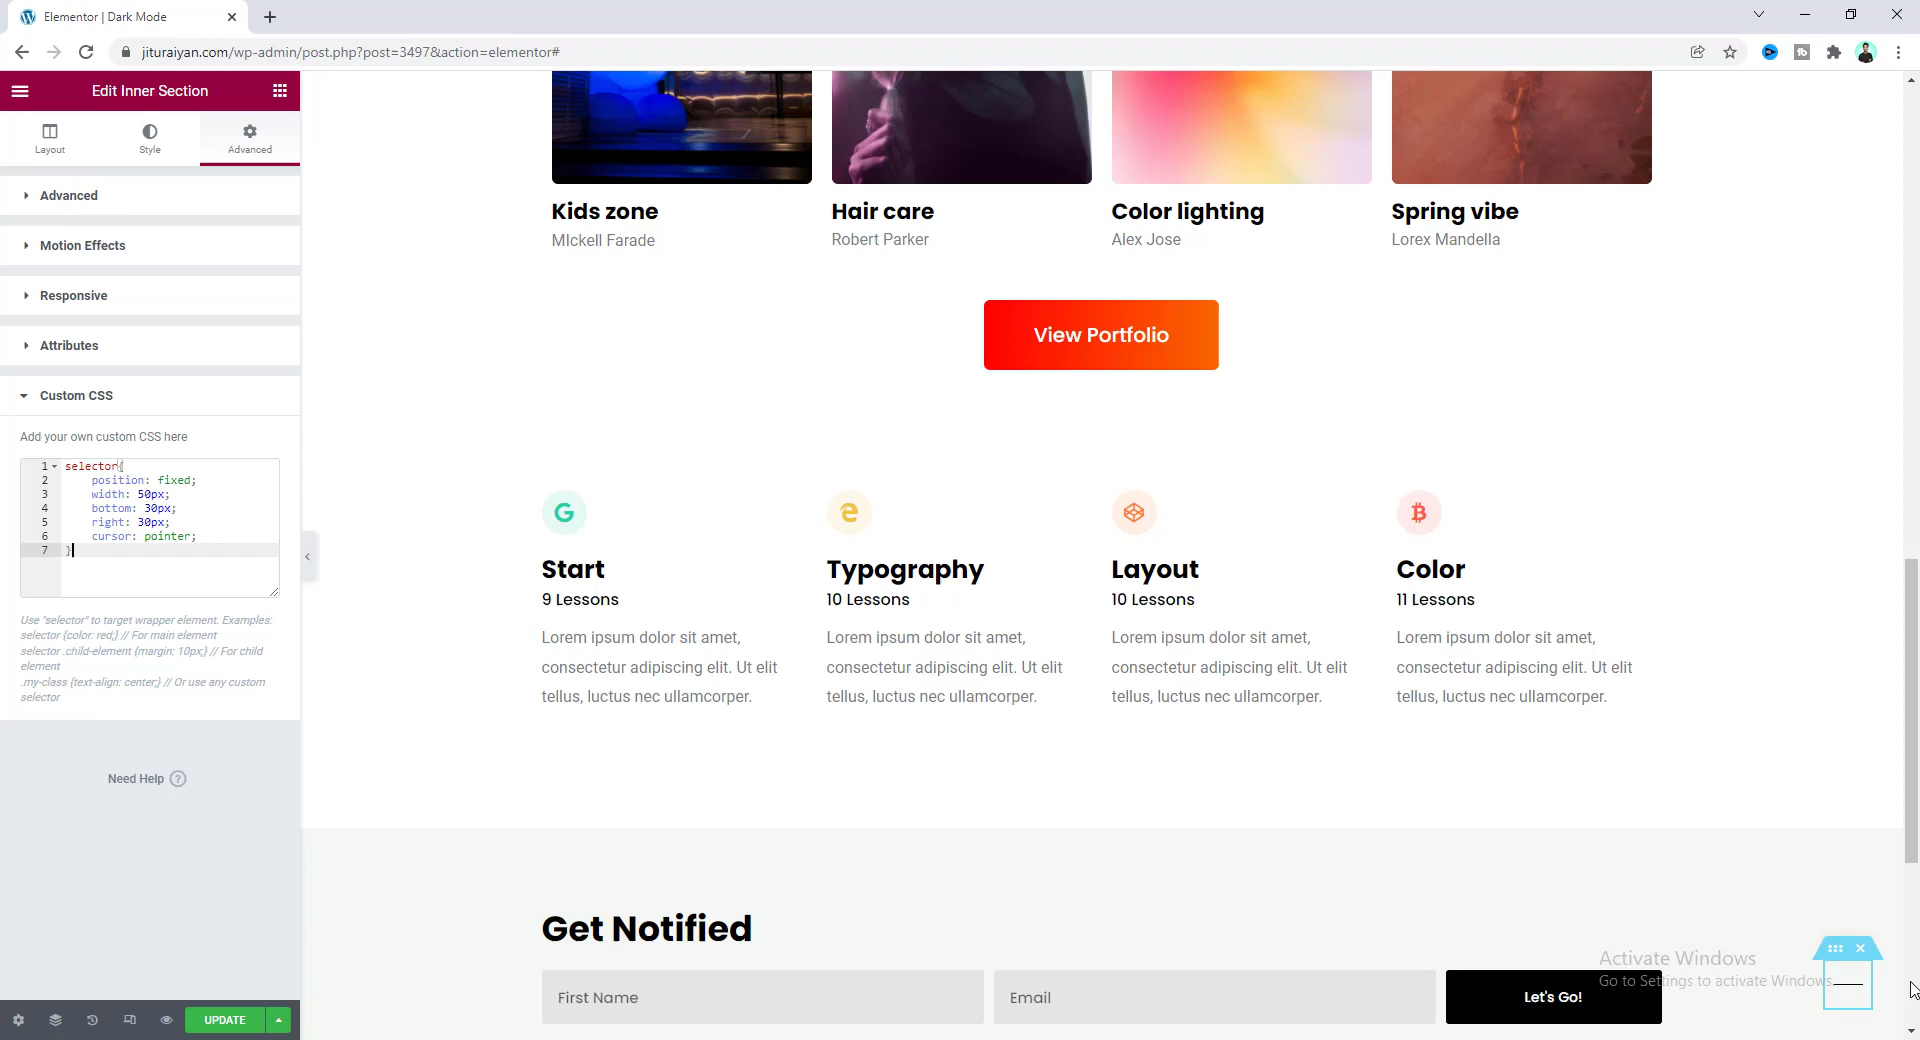 Elementor | Dark Mode
jituraiyan.com/wp-admin/post.php?post=3497&action=elementor#
Edit Inner Section
Layout
Style
Advanced
Advanced
Motion Effects
Responsive
Attributes
Custom CSS
Add your own custom CSS here
1 selector{
2 position: fixed;
3 width: 50px;
4 bottom: 30px;
5 right: 30px;
6 cursor: pointer;
7 }
Use "selector" to target wrapper element. Examples:
selector {color: red;} // For main element
selector .child-element {margin: 10px;} // For child
element
.my-class {text-align: center;} // Or use any custom
selector
Need Help ?
UPDATE
Kids zone
MIckell Farade
Hair care
Robert Parker
Color lighting
Alex Jose
Spring vibe
Lorex Mandella
View Portfolio
Start
9 Lessons
Lorem ipsum dolor sit amet,
consectetur adipiscing elit. Ut elit
tellus, luctus nec ullamcorper.
Typography
10 Lessons
Lorem ipsum dolor sit amet,
consectetur adipiscing elit. Ut elit
tellus, luctus nec ullamcorper.
Layout
10 Lessons
Lorem ipsum dolor sit amet,
consectetur adipiscing elit. Ut elit
tellus, luctus nec ullamcorper.
Color
11 Lessons
Lorem ipsum dolor sit amet,
consectetur adipiscing elit. Ut elit
tellus, luctus nec ullamcorper.
Get Notified
First Name
Email
Let's Go!
Activate Windows
Go to Settings to activate Windows.